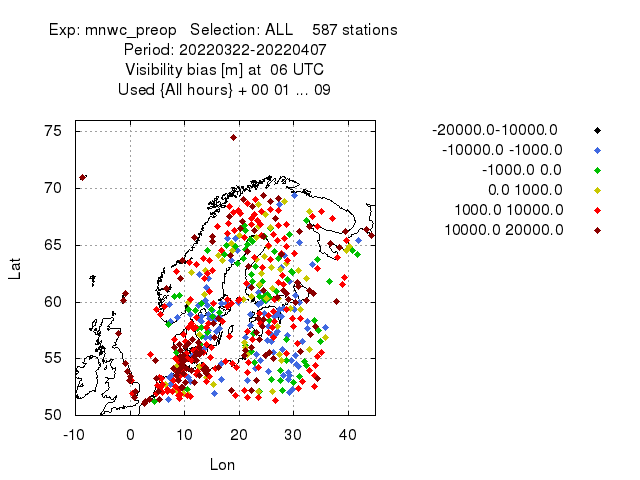 Exp: mnwc_preop   Selection: ALL    587 stations
Period: 20220322-20220407
Visibility bias [m] at  06 UTC
Used {All hours} + 00 01 ... 09
-20000.0-10000.0
-10000.0 -1000.0
-1000.0 0.0
0.0 1000.0
1000.0 10000.0
10000.0 20000.0
75
70
65
60
55
50
Lat
-10 0 10 20 30 40
Lon